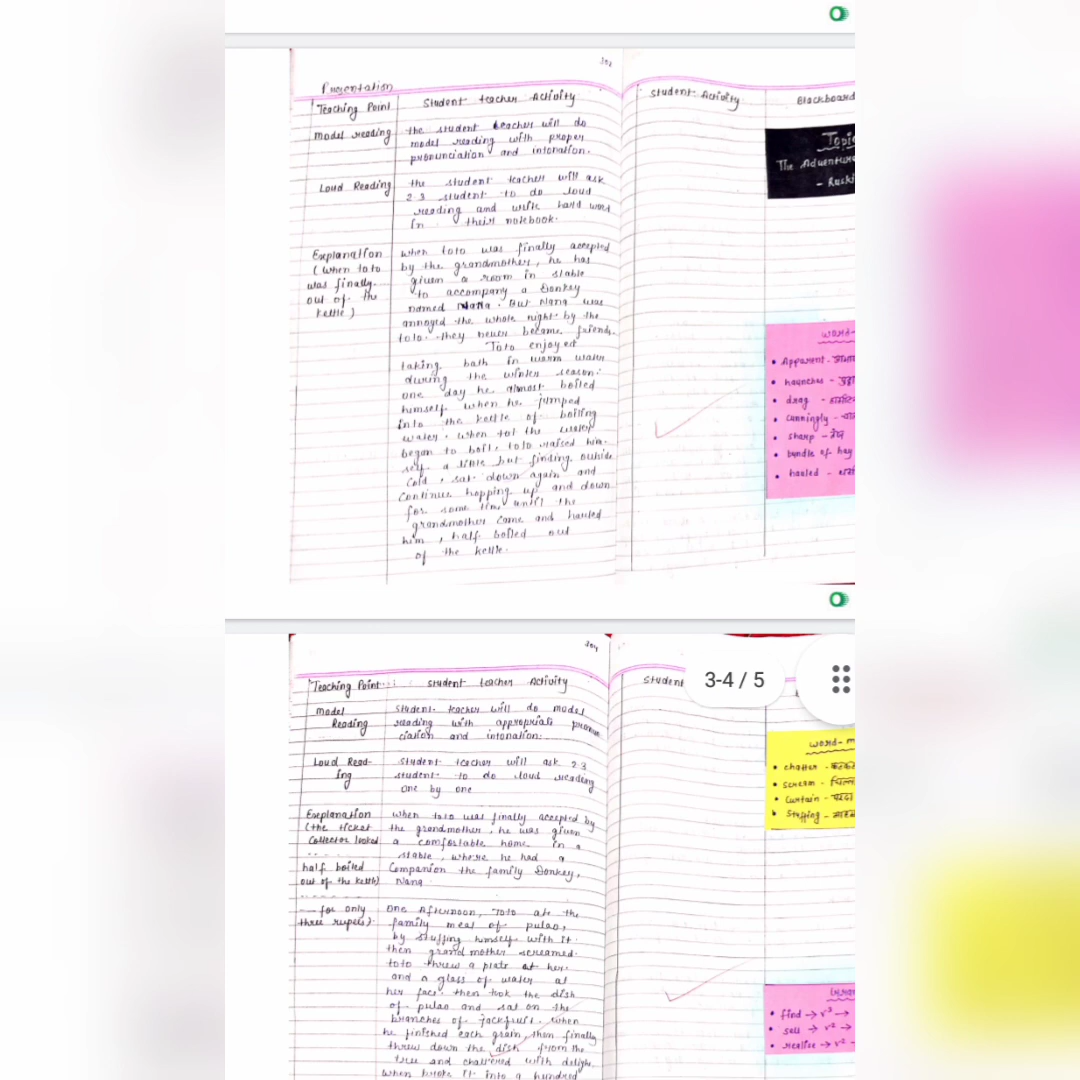 301
Presentation
Teaching Point
Student teacher Activity
Student Activity
Blackboard
Model reading
the student teacher will do
model reading with proper
pronunciation and intonation.
Topic
The Adventure
- Ruski
Loud Reading
the student teacher will ask
2-3 student to do loud
reading and write hard word
in their notebook.
Explanation
(when toto
was finally.
out of the
kettle)
when toto was finally accepted
by the grandmother, he has
given a room in stable
to accompany a Donkey
named Nana. But Nana was
annoyed the whole night by the
toto. they never became friends.
Toto enjoyed
taking bath in warm water
during the winter season.
one day he almost boiled
himself when he jumped
into the kettle of boiling
water. when tot the water
began to boil, toto raised him-
self a little but finding outside
cold, sat down again and
continue hopping up and down
for some time until the
grandmother come and hauled
him, half boiled out
of the kettle.
word-
• Apparent -
• haunches -
• drag -
• cunningly -
• sharp - तेज
• bundle of hay
• hauled -
304
Teaching Point
student teacher Activity
Student
3-4 / 5
Model
Reading
student teacher will do model
reading with appropriate pronun
ciation and intonation.
Loud Read-
ing
student teacher will ask 2-3
student to do loud reading
one by one
Explanation
(the ticket
collector looked
half boiled
out of the kettle)
---- for only
three rupees).
when toto was finally accepted by
the grandmother, he was given
a comfortable home in a
stable, where he had a
companion the family Donkey,
Nana
One Afternoon, Toto ate the
family meal of pulao,
by stuffing himself with it.
then grand mother screamed.
toto threw a plate at her
and a glass of water at
her face. then took the dish
of pulao and sat on the
branches of jackfruit. when
he finished each grain, then finally
threw down the dish from the
tree and chattered with delight
when broke it into a hundred
word-m
• chatter -
• scream -
• Curtain -
• Stuffing -
• find → v³ →
• sell → v² →
• realise → v² -